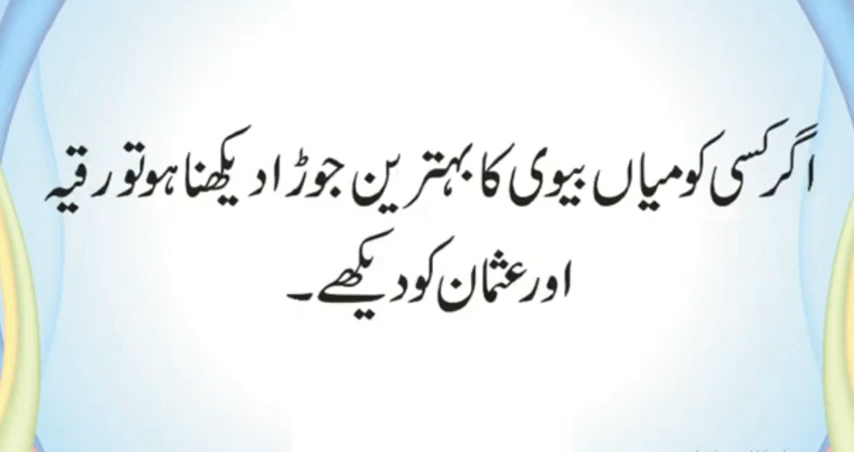 اگر کسی کو میاں بیوی کا بہترین جوڑا دیکھنا ہو تو رقیہ
اور عثمان کو دیکھے۔